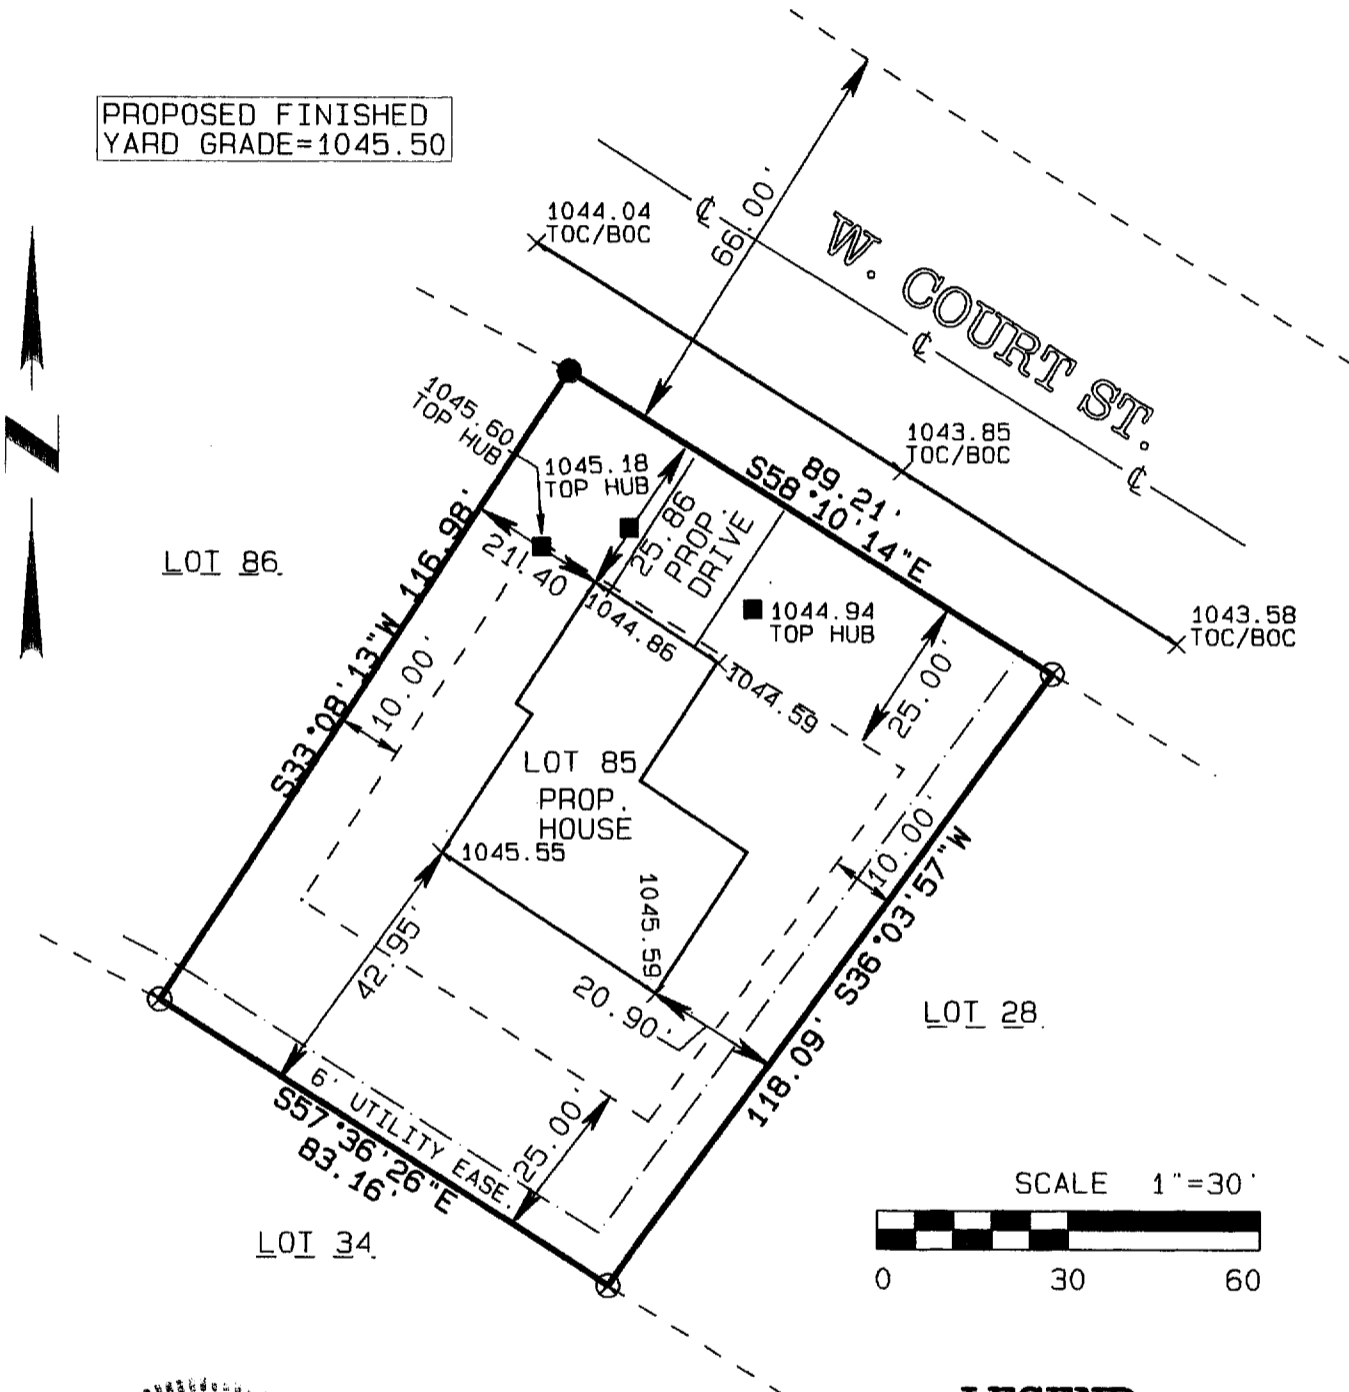 PROPOSED FINISHED
YARD GRADE=1045.50
N
1044.04
TOC/BOC
66.00'
℄
W. COURT ST.
℄
℄
1045.60
TOP HUB
1045.18
TOP HUB
1043.85
TOC/BOC
89.21'
S58°10'14"E
25.86
PROP.
DRIVE
21.40
1044.86
1044.94
TOP HUB
1043.58
TOC/BOC
LOT 86
S33°08'13"W 116.98'
10.00'
1044.59
25.00'
LOT 85
PROP.
HOUSE
1045.55
1045.59
10.00'
118.09' S36°03'57"W
42.95'
20.90'
LOT 28
6' UTILITY EASE.
25.00'
S57°36'26"E
83.16'
LOT 34
SCALE 1"=30'
0 30 60
LEGEND